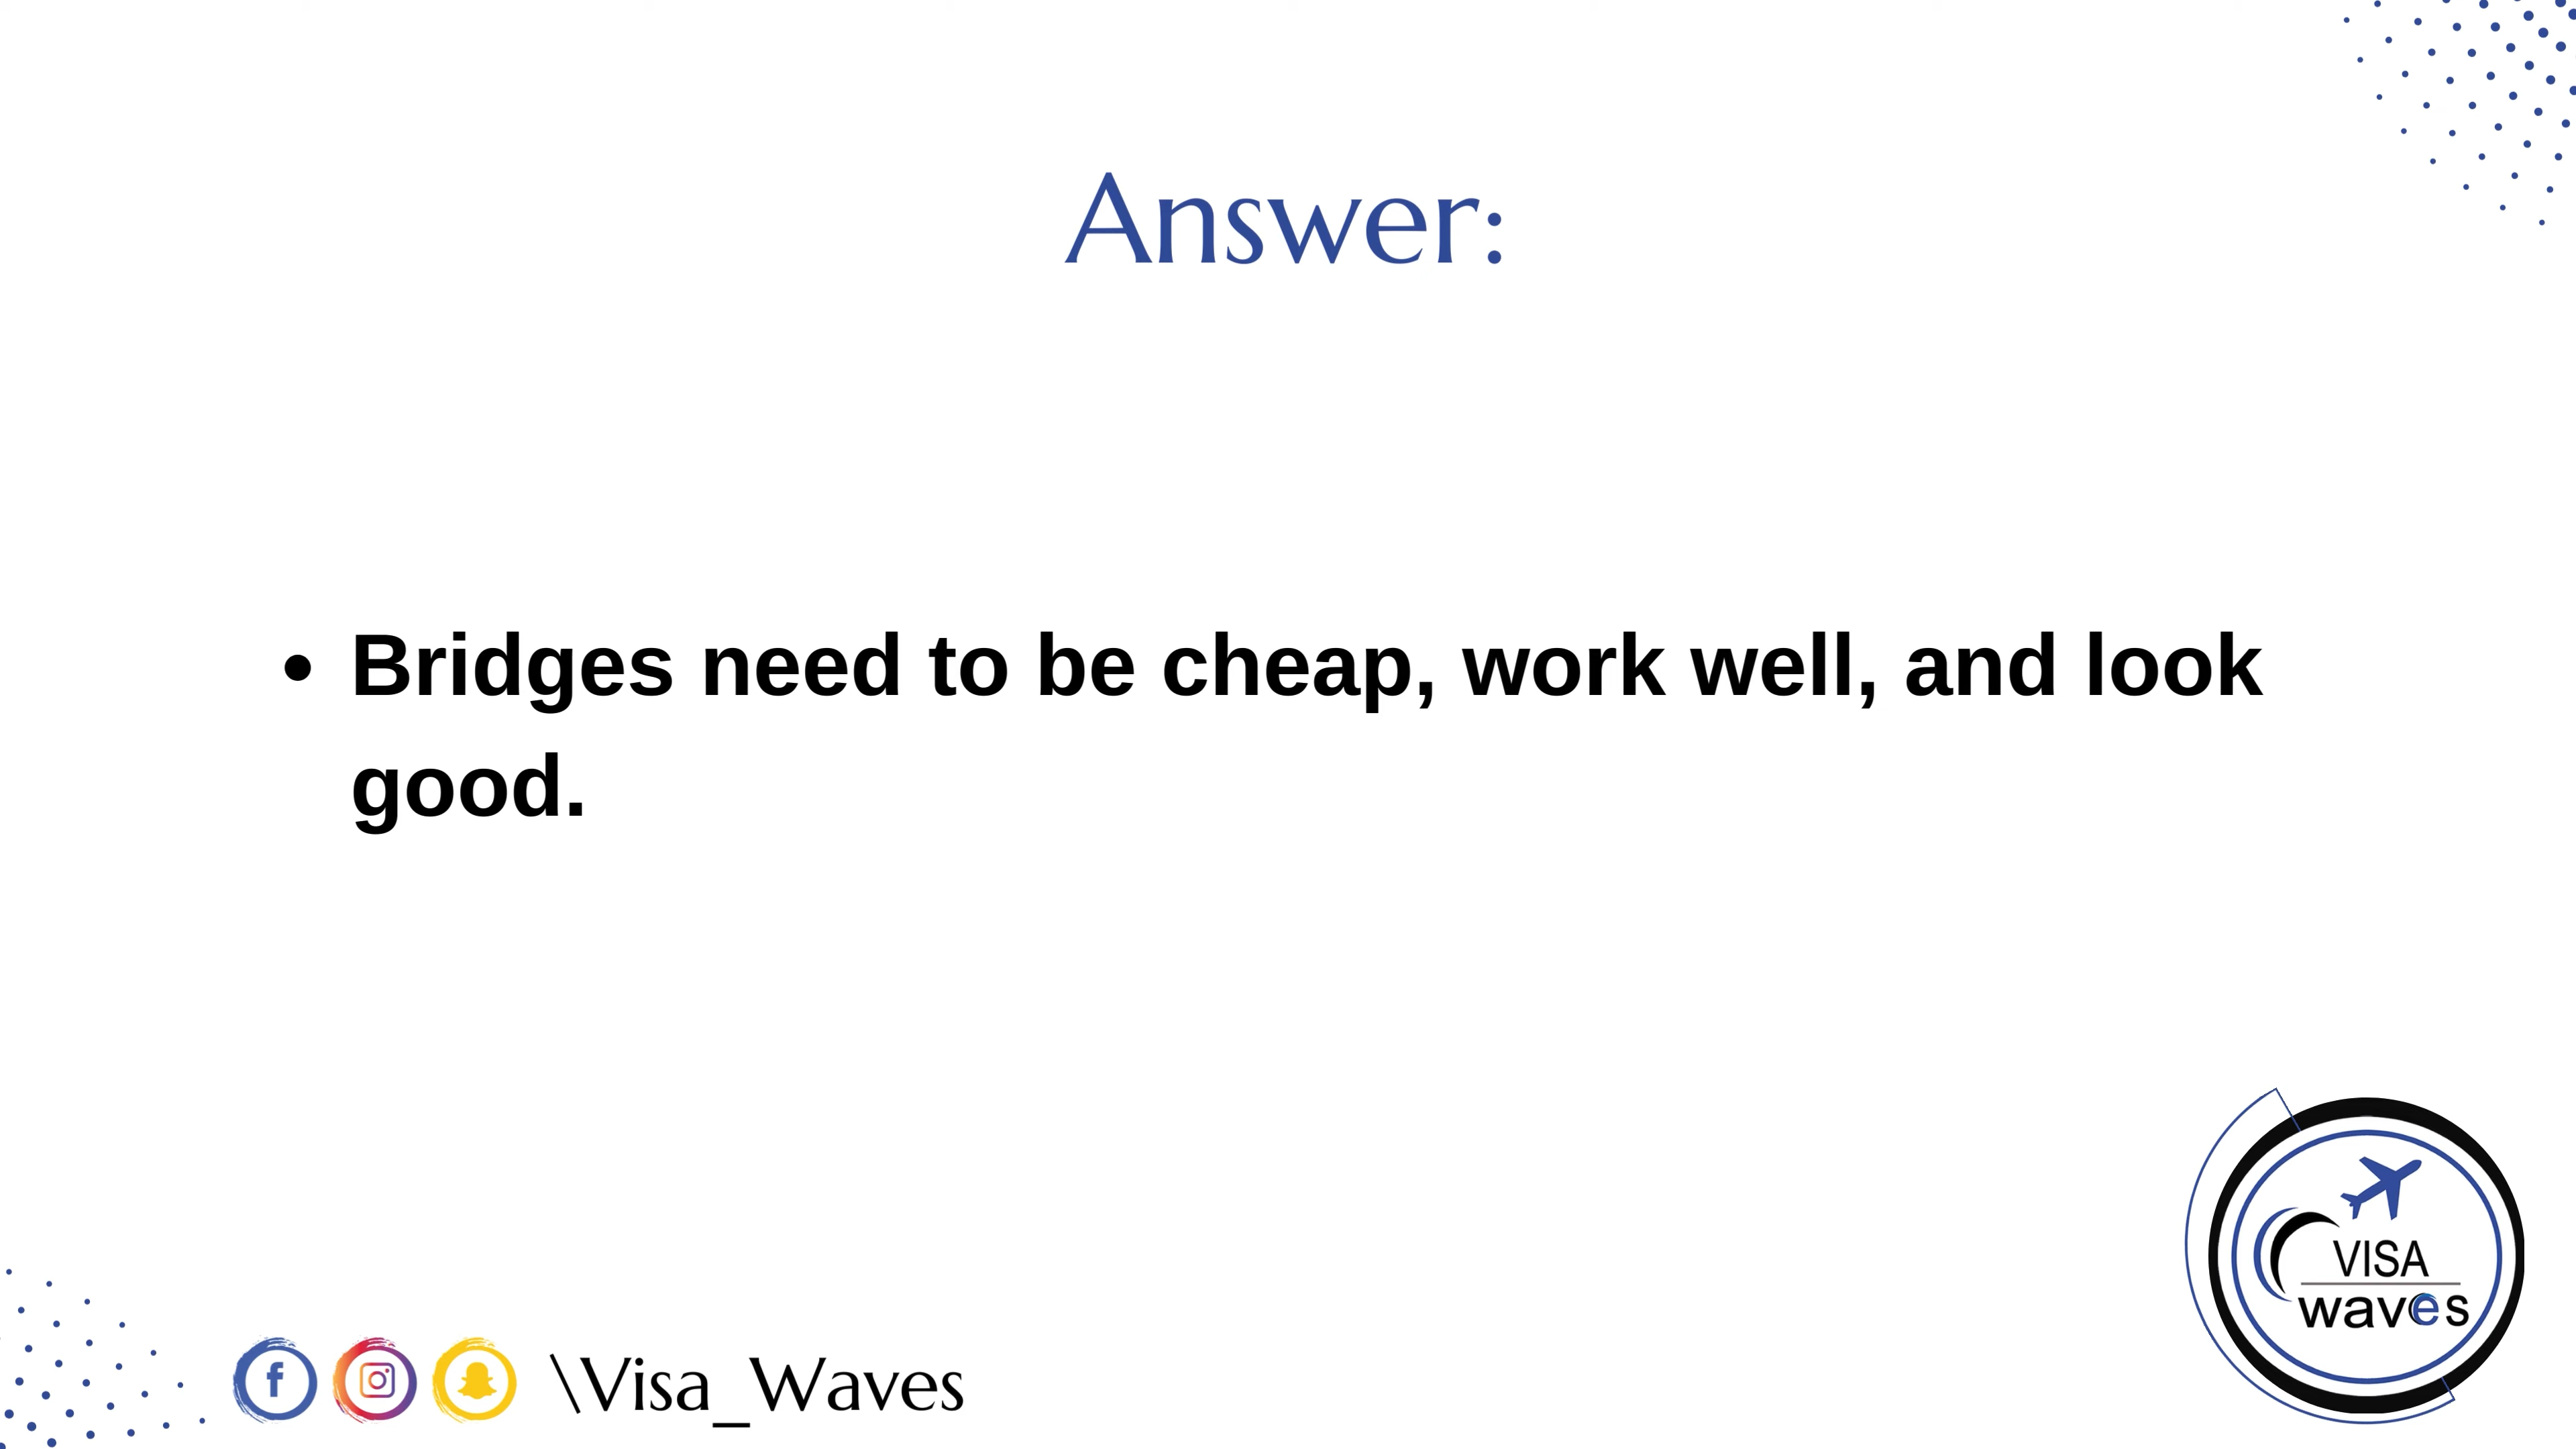 Answer:
• Bridges need to be cheap, work well, and look
good.
VISA
waves
\Visa_Waves